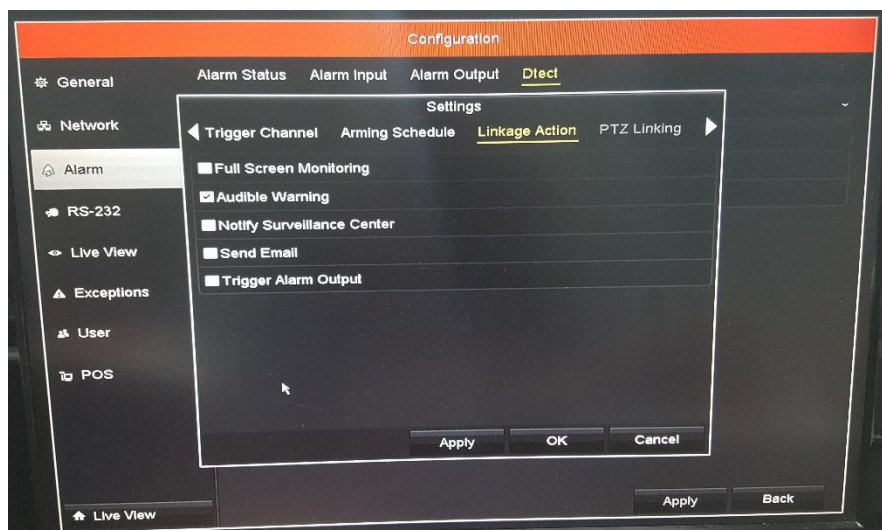 Configuration
General
Alarm Status Alarm Input Alarm Output Dtect
Settings
Network
Trigger Channel Arming Schedule Linkage Action PTZ Linking
Alarm
Full Screen Monitoring
Audible Warning
RS-232
Notify Surveillance Center
Live View
Send Email
Exceptions
Trigger Alarm Output
User
POS
Apply OK Cancel
Apply Back
Live View